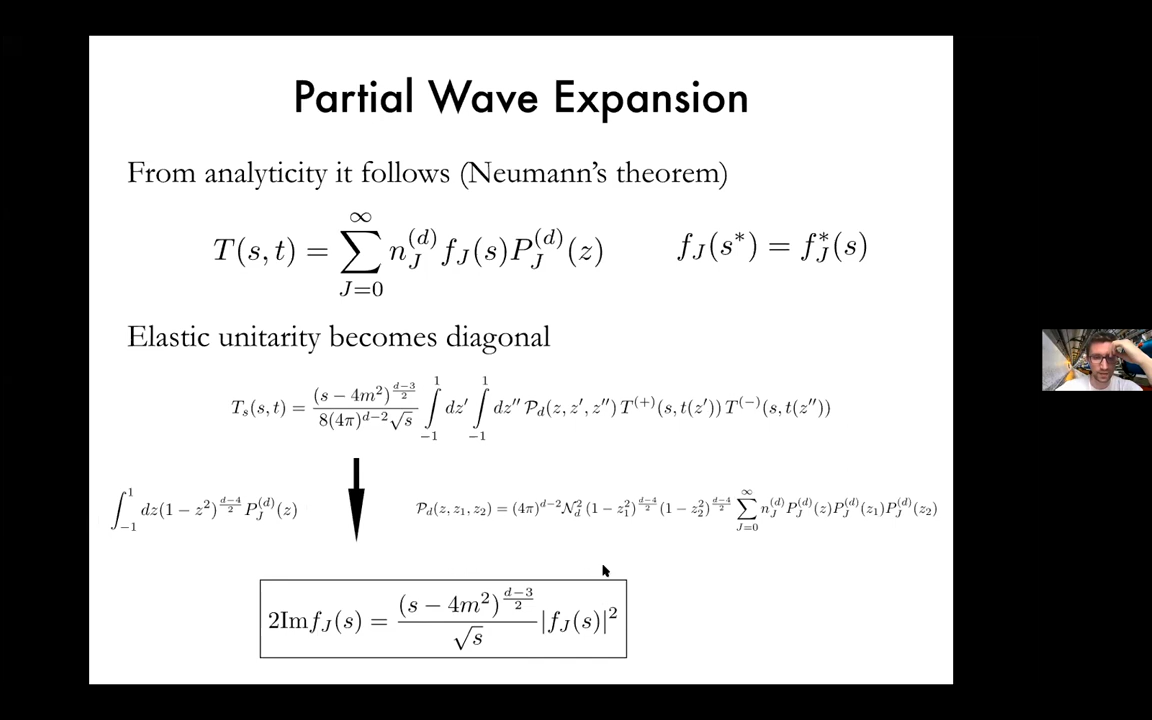 Partial Wave Expansion
From analyticity it follows (Neumann's theorem)
$T(s,t) = \sum_{J=0}^{\infty} n_J^{(d)} f_J(s) P_J^{(d)}(z)$ $f_J(s^*) = f_J^*(s)$
Elastic unitarity becomes diagonal
$T_s(s,t) = \frac{(s-4m^2)^{\frac{d-3}{2}}}{8(4\pi)^{d-2}\sqrt{s}} \int_{-1}^{1} dz' \int_{-1}^{1} dz'' \mathcal{P}_d(z,z',z'') T^{(+)}(s,t(z')) T^{(-)}(s,t(z''))$
$\int_{-1}^{1} dz(1-z^2)^{\frac{d-4}{2}} P_J^{(d)}(z)$ $\mathcal{P}_d(z,z_1,z_2) = (4\pi)^{d-2} \mathcal{N}_d^2 (1-z_1^2)^{\frac{d-4}{2}} (1-z_2^2)^{\frac{d-4}{2}} \sum_{J=0}^{\infty} n_J^{(d)} P_J^{(d)}(z) P_J^{(d)}(z_1) P_J^{(d)}(z_2)$
$2\mathrm{Im} f_J(s) = \frac{(s-4m^2)^{\frac{d-3}{2}}}{\sqrt{s}} |f_J(s)|^2$